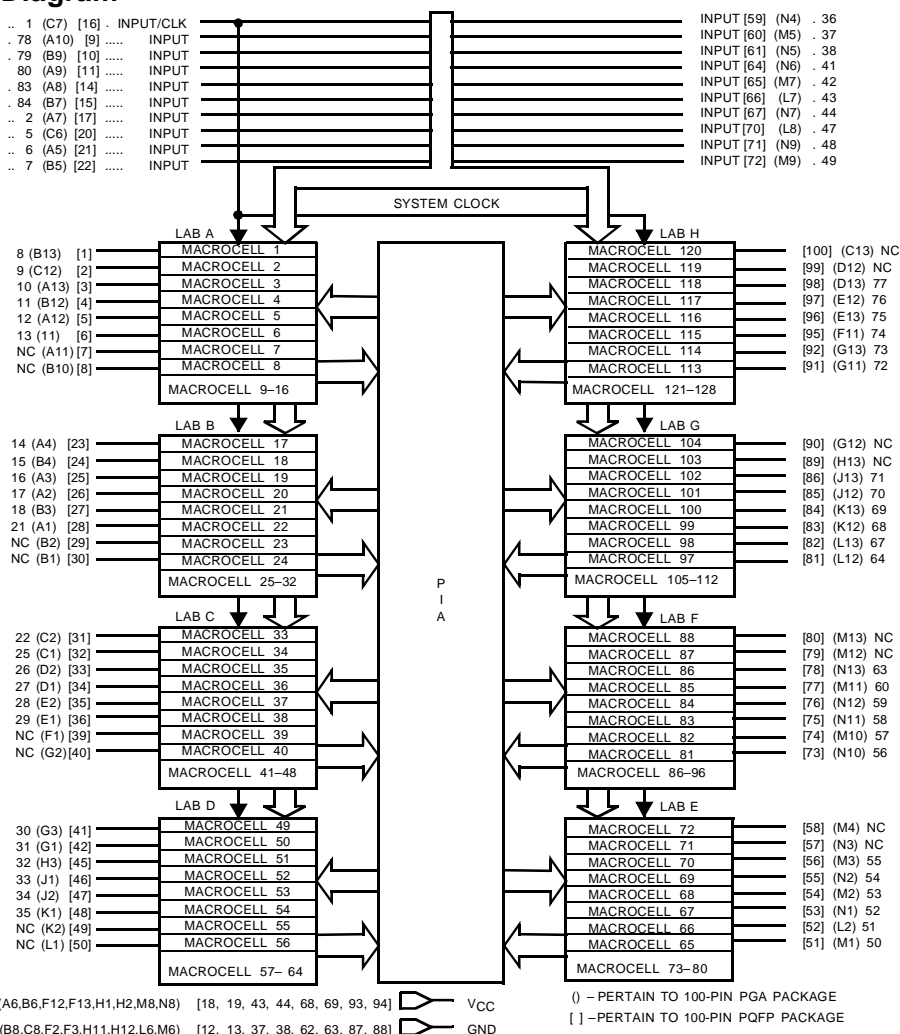 Diagram
.. 1 (C7) [16] . INPUT/CLK
. 78 (A10) [9] ..... INPUT
. 79 (B9) [10] ..... INPUT
80 (A9) [11] ..... INPUT
. 83 (A8) [14] ..... INPUT
. 84 (B7) [15] ..... INPUT
.. 2 (A7) [17] ..... INPUT
.. 5 (C6) [20] ..... INPUT
.. 6 (A5) [21] ..... INPUT
.. 7 (B5) [22] ..... INPUT
INPUT [59] (N4) . 36
INPUT [60] (M5) . 37
INPUT [61] (N5) . 38
INPUT [64] (N6) . 41
INPUT [65] (M7) . 42
INPUT [66] (L7) . 43
INPUT [67] (N7) . 44
INPUT [70] (L8) . 47
INPUT [71] (N9) . 48
INPUT [72] (M9) . 49
SYSTEM CLOCK
LAB A
8 (B13) [1] MACROCELL 1
9 (C12) [2] MACROCELL 2
10 (A13) [3] MACROCELL 3
11 (B12) [4] MACROCELL 4
12 (A12) [5] MACROCELL 5
13 (11) [6] MACROCELL 6
NC (A11) [7] MACROCELL 7
NC (B10) [8] MACROCELL 8
MACROCELL 9–16
LAB H
MACROCELL 120 [100] (C13) NC
MACROCELL 119 [99] (D12) NC
MACROCELL 118 [98] (D13) 77
MACROCELL 117 [97] (E12) 76
MACROCELL 116 [96] (E13) 75
MACROCELL 115 [95] (F11) 74
MACROCELL 114 [92] (G13) 73
MACROCELL 113 [91] (G11) 72
MACROCELL 121–128
LAB B
14 (A4) [23] MACROCELL 17
15 (B4) [24] MACROCELL 18
16 (A3) [25] MACROCELL 19
17 (A2) [26] MACROCELL 20
18 (B3) [27] MACROCELL 21
21 (A1) [28] MACROCELL 22
NC (B2) [29] MACROCELL 23
NC (B1) [30] MACROCELL 24
MACROCELL 25–32
LAB G
MACROCELL 104 [90] (G12) NC
MACROCELL 103 [89] (H13) NC
MACROCELL 102 [86] (J13) 71
MACROCELL 101 [85] (J12) 70
MACROCELL 100 [84] (K13) 69
MACROCELL 99 [83] (K12) 68
MACROCELL 98 [82] (L13) 67
MACROCELL 97 [81] (L12) 64
MACROCELL 105–112
P
I
A
LAB C
22 (C2) [31] MACROCELL 33
25 (C1) [32] MACROCELL 34
26 (D2) [33] MACROCELL 35
27 (D1) [34] MACROCELL 36
28 (E2) [35] MACROCELL 37
29 (E1) [36] MACROCELL 38
NC (F1) [39] MACROCELL 39
NC (G2) [40] MACROCELL 40
MACROCELL 41–48
LAB F
MACROCELL 88 [80] (M13) NC
MACROCELL 87 [79] (M12) NC
MACROCELL 86 [78] (N13) 63
MACROCELL 85 [77] (M11) 60
MACROCELL 84 [76] (N12) 59
MACROCELL 83 [75] (N11) 58
MACROCELL 82 [74] (M10) 57
MACROCELL 81 [73] (N10) 56
MACROCELL 86–96
LAB D
30 (G3) [41] MACROCELL 49
31 (G1) [42] MACROCELL 50
32 (H3) [45] MACROCELL 51
33 (J1) [46] MACROCELL 52
34 (J2) [47] MACROCELL 53
35 (K1) [48] MACROCELL 54
NC (K2) [49] MACROCELL 55
NC (L1) [50] MACROCELL 56
MACROCELL 57– 64
LAB E
MACROCELL 72 [58] (M4) NC
MACROCELL 71 [57] (N3) NC
MACROCELL 70 [56] (M3) 55
MACROCELL 69 [55] (N2) 54
MACROCELL 68 [54] (M2) 53
MACROCELL 67 [53] (N1) 52
MACROCELL 66 [52] (L2) 51
MACROCELL 65 [51] (M1) 50
MACROCELL 73–80
(A6,B6,F12,F13,H1,H2,M8,N8) [18, 19, 43, 44, 68, 69, 93, 94] VCC
(B8,C8,F2,F3,H11,H12,L6,M6) [12, 13, 37, 38, 62, 63, 87, 88] GND
() – PERTAIN TO 100-PIN PGA PACKAGE
[ ] – PERTAIN TO 100-PIN PQFP PACKAGE